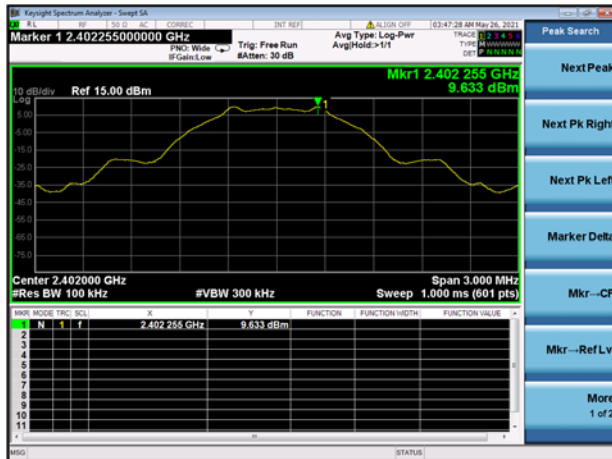 Keysight Spectrum Analyzer - Swept SA
RL RF 50 Ω AC CORREC INT REF ALIGN OFF 03:47:28 AM May 26, 2021
Marker 1 2.402255000000 GHz
PNO: Wide
IFGain:Low
Trig: Free Run
#Atten: 30 dB
Avg Type: Log-Pwr
Avg|Hold:>1/1
TRACE 1 2 3 4 5 6
TYPE M WWWWW
DET P NNNNN
Peak Search
Mkr1 2.402 255 GHz
9.633 dBm
10 dB/div Ref 15.00 dBm
Log
1
5.00
-5.00
-15.0
-25.0
-35.0
-45.0
-55.0
-65.0
-75.0
Center 2.402000 GHz
Span 3.000 MHz
#Res BW 100 kHz #VBW 300 kHz Sweep 1.000 ms (601 pts)
MKR MODE TRC SCL X Y FUNCTION FUNCTION WIDTH FUNCTION VALUE
1 N 1 f 2.402 255 GHz 9.633 dBm
2
3
4
5
6
7
8
9
10
11
MSG STATUS
Next Peak
Next Pk Right
Next Pk Left
Marker Delta
Mkr→CF
Mkr→Ref Lv
More
1 of 2